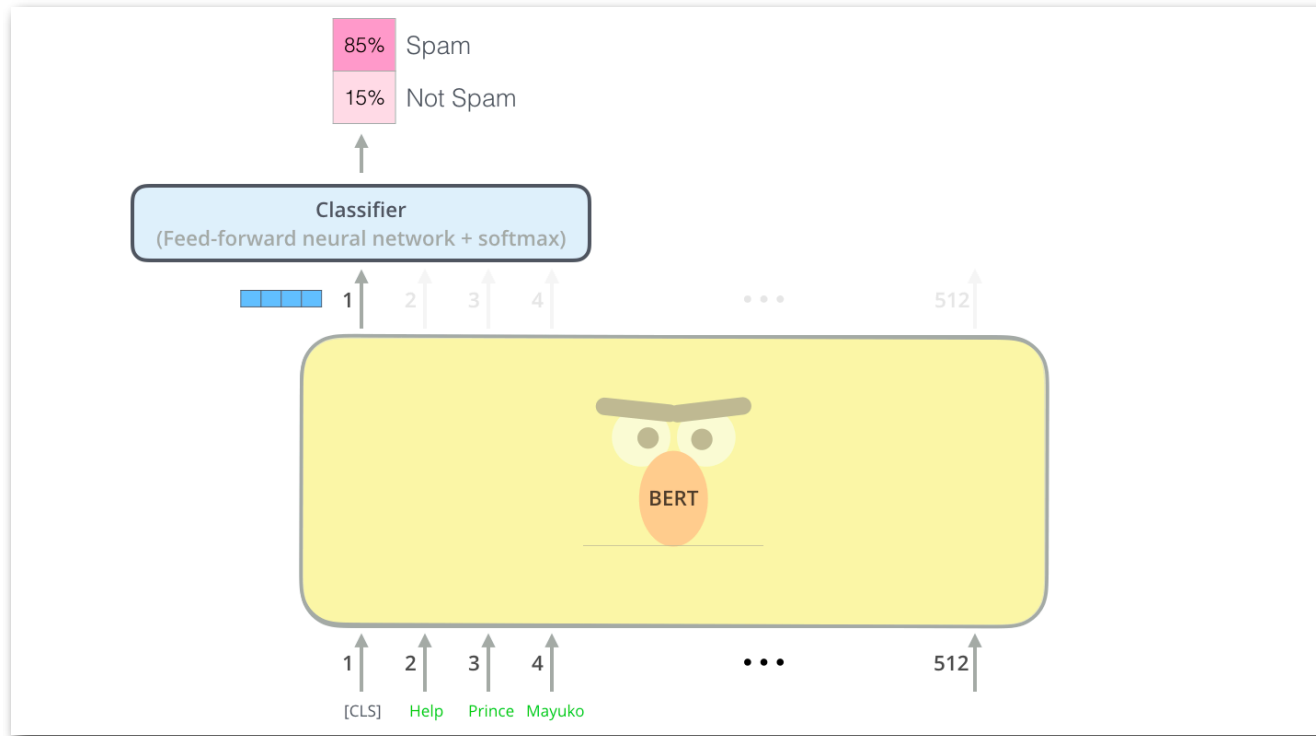 85% Spam
15% Not Spam
Classifier
(Feed-forward neural network + softmax)
1 2 3 4 ••• 512
BERT
1 2 3 4 ••• 512
[CLS] Help Prince Mayuko